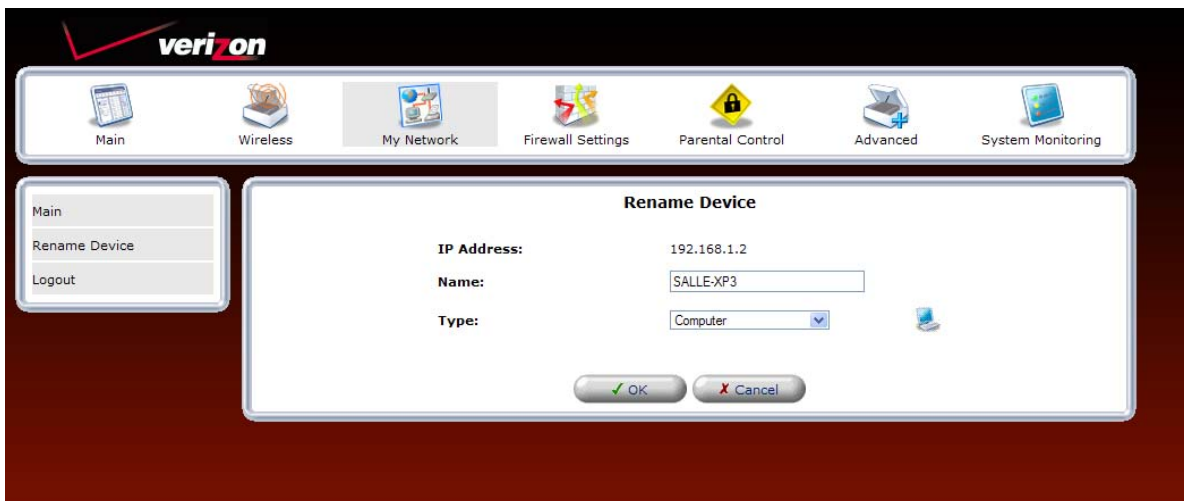 verizon
Main
Wireless
My Network
Firewall Settings
Parental Control
Advanced
System Monitoring
Main
Rename Device
Logout
Rename Device
IP Address: 192.168.1.2
Name: SALLE-XP3
Type: Computer
OK
Cancel